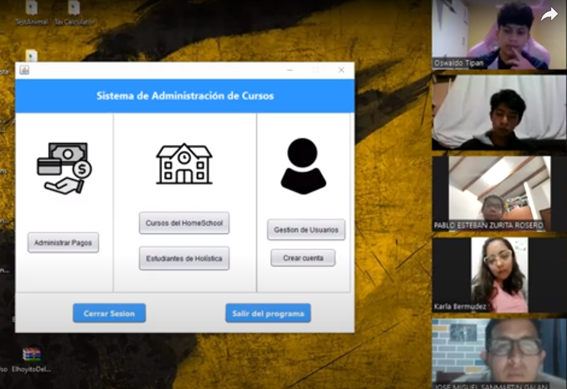 TestAnimal
Tax Calculator
Sistema de Administración de Cursos
Administrar Pagos
Cursos del HomeSchool
Estudiantes de Holística
Gestion de Usuarios
Crear cuenta
Cerrar Sesion
Salir del programa
ElhoyitoDel...
Oswaldo Tipan
PABLO ESTEBAN ZURITA ROSERO
Karla Bermudez
JOSE MIGUEL SANMARTIN GALAN